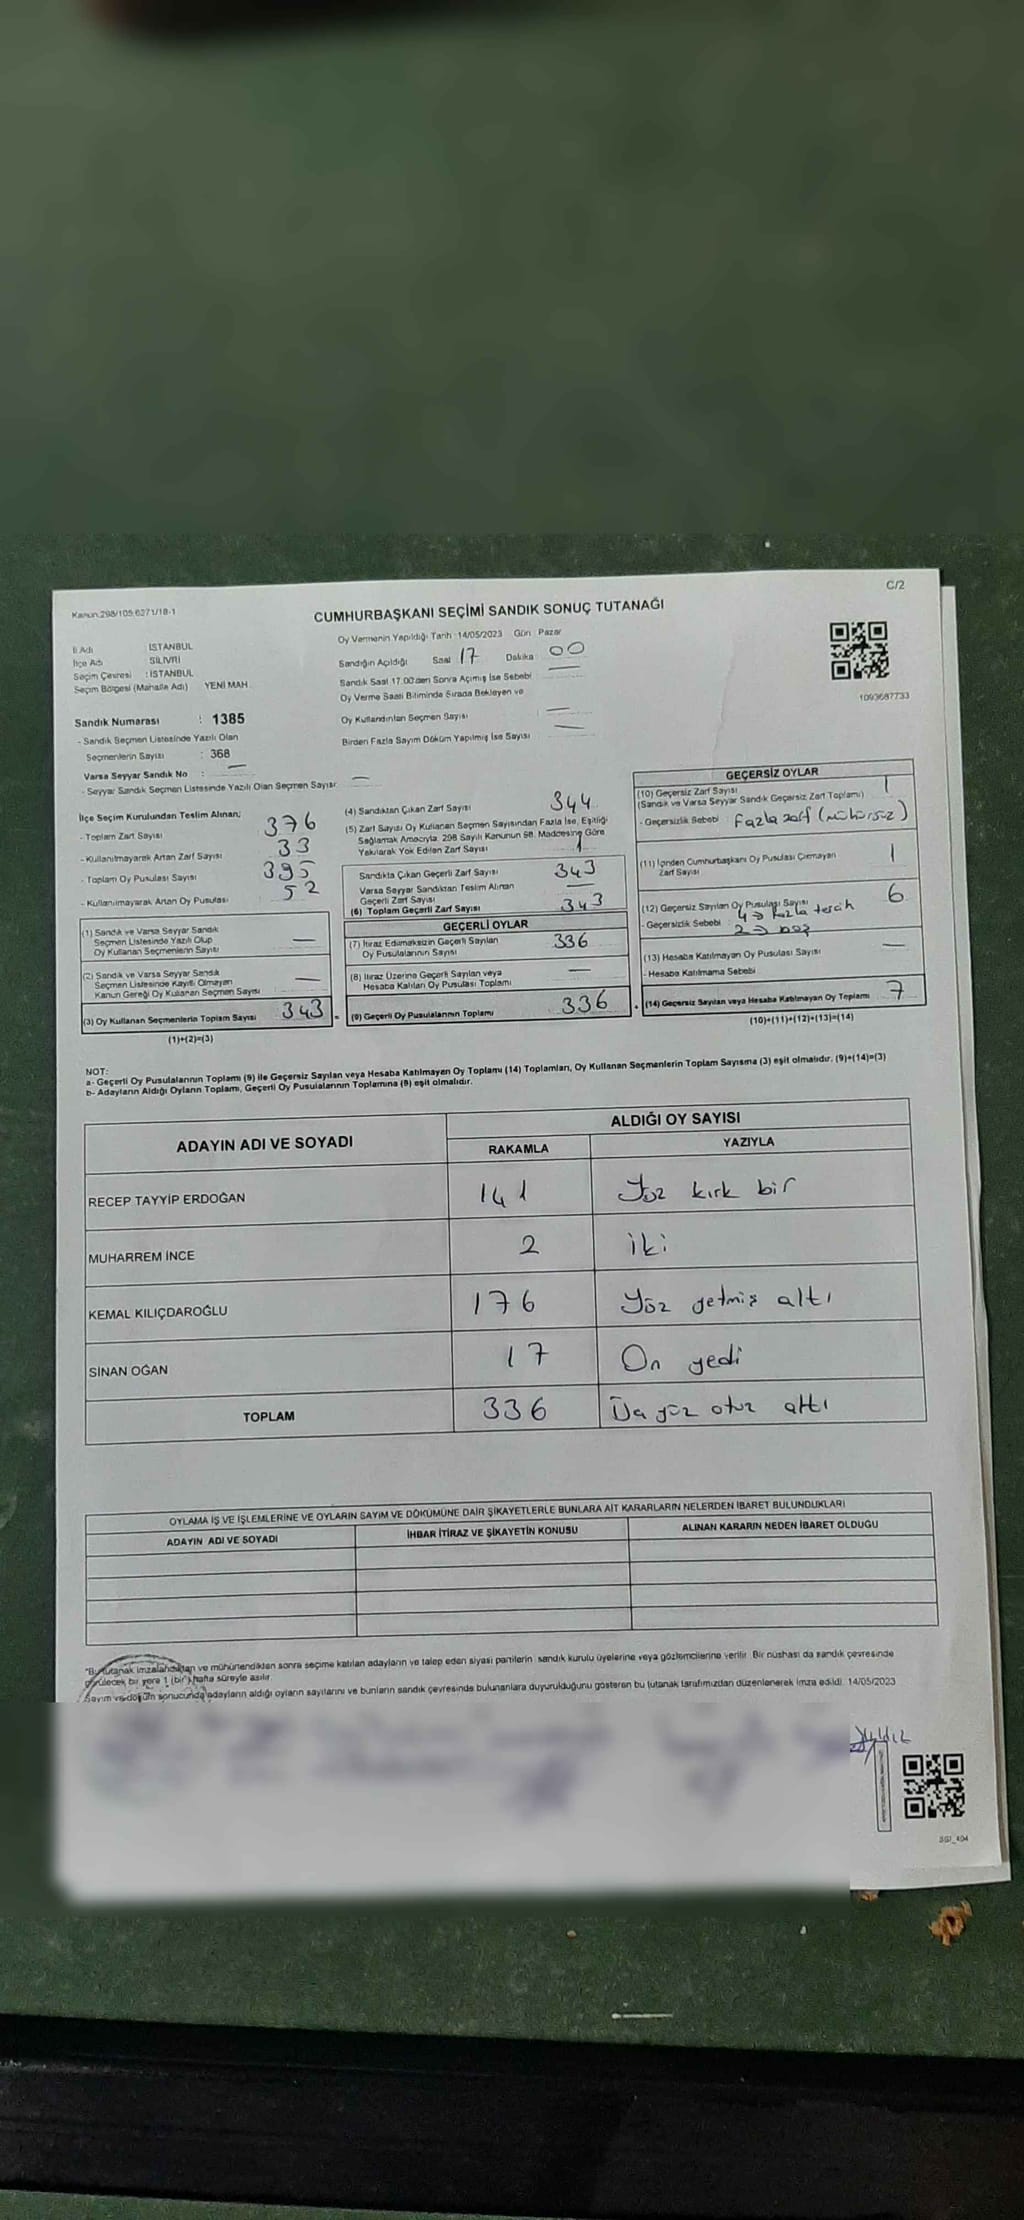 C/2
Kanun:298/105,6271/18-1
CUMHURBAŞKANI SEÇİMİ SANDIK SONUÇ TUTANAĞI
İl Adı İSTANBUL
İlçe Adı SİLİVRİ
Seçim Çevresi : İSTANBUL
Seçim Bölgesi (Mahalle Adı) YENİ MAH.
Oy Vermenin Yapıldığı Tarih :14/05/2023 Gün : Pazar
Sandığın Açıldığı Saat 17 Dakika 00
Sandık Saat 17.00'den Sonra Açılmış İse Sebebi —
Oy Verme Saati Bitiminde Sırada Bekleyen ve
Oy Kullandırılan Seçmen Sayısı : —
Birden Fazla Sayım Döküm Yapılmış İse Sayısı —
1093687733
Sandık Numarası : 1385
- Sandık Seçmen Listesinde Yazılı Olan
Seçmenlerin Sayısı : 368
Varsa Seyyar Sandık No : —
- Seyyar Sandık Seçmen Listesinde Yazılı Olan Seçmen Sayısı —
İlçe Seçim Kurulundan Teslim Alınan;
- Toplam Zarf Sayısı 376
- Kullanılmayarak Artan Zarf Sayısı 33
- Toplam Oy Pusulası Sayısı 395
- Kullanılmayarak Artan Oy Pusulası 52
(1) Sandık ve Varsa Seyyar Sandık
Seçmen Listesinde Yazılı Olup
Oy Kullanan Seçmenlerin Sayısı —
(2) Sandık ve Varsa Seyyar Sandık
Seçmen Listesinde Kayıtlı Olmayan
Kanun Gereği Oy Kullanan Seçmen Sayısı —
(3) Oy Kullanan Seçmenlerin Toplam Sayısı 343
(1)+(2)=(3)
(4) Sandıktan Çıkan Zarf Sayısı 344
(5) Zarf Sayısı Oy Kullanan Seçmen Sayısından Fazla İse, Eşitliği
Sağlamak Amacıyla, 298 Sayılı Kanunun 98. Maddesine Göre
Yakılarak Yok Edilen Zarf Sayısı 1
Sandıkta Çıkan Geçerli Zarf Sayısı 343
Varsa Seyyar Sandıktan Teslim Alınan
Geçerli Zarf Sayısı —
(6) Toplam Geçerli Zarf Sayısı 343
GEÇERLİ OYLAR
(7) İtiraz Edilmeksizin Geçerli Sayılan
Oy Pusulalarının Sayısı 336
(8) İtiraz Üzerine Geçerli Sayılan veya
Hesaba Katılan Oy Pusulası Toplamı —
(9) Geçerli Oy Pusulalarının Toplamı 336
GEÇERSİZ OYLAR
(10) Geçersiz Zarf Sayısı 1
(Sandık ve Varsa Seyyar Sandık Geçersiz Zarf Toplamı)
- Geçersizlik Sebebi Fazla zarf (mühürsüz)
(11) İçinden Cumhurbaşkanı Oy Pusulası Çıkmayan
Zarf Sayısı 1
(12) Geçersiz Sayılan Oy Pusulası Sayısı 6
- Geçersizlik Sebebi 4 → fazla tercih
2 → boş
(13) Hesaba Katılmayan Oy Pusulası Sayısı —
- Hesaba Katılmama Sebebi
(14) Geçersiz Sayılan veya Hesaba Katılmayan Oy Toplamı 7
(10)+(11)+(12)+(13)=(14)
NOT:
a- Geçerli Oy Pusulalarının Toplamı (9) ile Geçersiz Sayılan veya Hesaba Katılmayan Oy Toplamı (14) Toplamları, Oy Kullanan Seçmenlerin Toplam Sayısına (3) eşit olmalıdır. (9)+(14)=(3)
b- Adayların Aldığı Oyların Toplamı, Geçerli Oy Pusulalarının Toplamına (9) eşit olmalıdır.
ADAYIN ADI VE SOYADI ALDIĞI OY SAYISI
RAKAMLA YAZIYLA
RECEP TAYYİP ERDOĞAN 141 Yüz kırk bir
MUHARREM İNCE 2 iki
KEMAL KILIÇDAROĞLU 176 Yüz yetmiş altı
SİNAN OĞAN 17 On yedi
TOPLAM 336 Üç yüz otuz altı
OYLAMA İŞ VE İŞLEMLERİNE VE OYLARIN SAYIM VE DÖKÜMÜNE DAİR ŞİKAYETLERLE BUNLARA AİT KARARLARIN NELERDEN İBARET BULUNDUKLARI
ADAYIN ADI VE SOYADI İHBAR İTİRAZ VE ŞİKAYETİN KONUSU ALINAN KARARIN NEDEN İBARET OLDUĞU
*Bu tutanak imzalandıktan ve mühürlendikten sonra seçime katılan adayların ve talep eden siyasi partilerin sandık kurulu üyelerine veya gözlemcilerine verilir. Bir nüshası da sandık çevresinde
görülecek bir yere 1 (bir) hafta süreyle asılır.
Sayım ve döküm sonucunda adayların aldığı oyların sayılarını ve bunların sandık çevresinde bulunanlara duyurulduğunu gösteren bu tutanak tarafımızdan düzenlenerek imza edildi. 14/05/2023